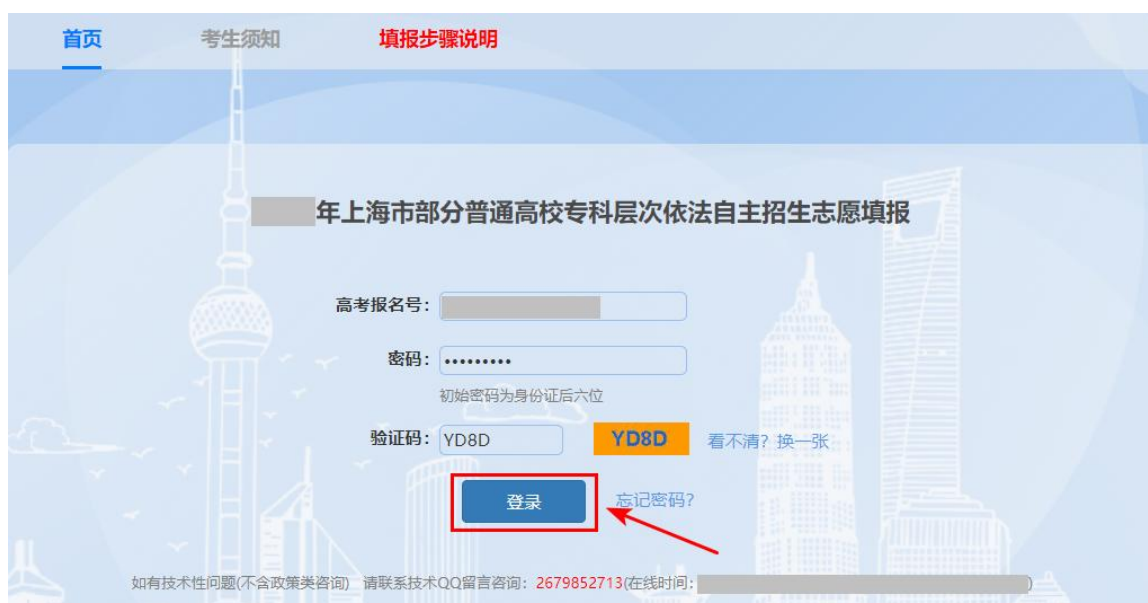 首页 考生须知 填报步骤说明
年上海市部分普通高校专科层次依法自主招生志愿填报
高考报名号：
密码： •••••••••
初始密码为身份证后六位
验证码： YD8D YD8D 看不清？换一张
登录 忘记密码？
如有技术性问题(不含政策类咨询) 请联系技术QQ留言咨询：2679852713(在线时间： )